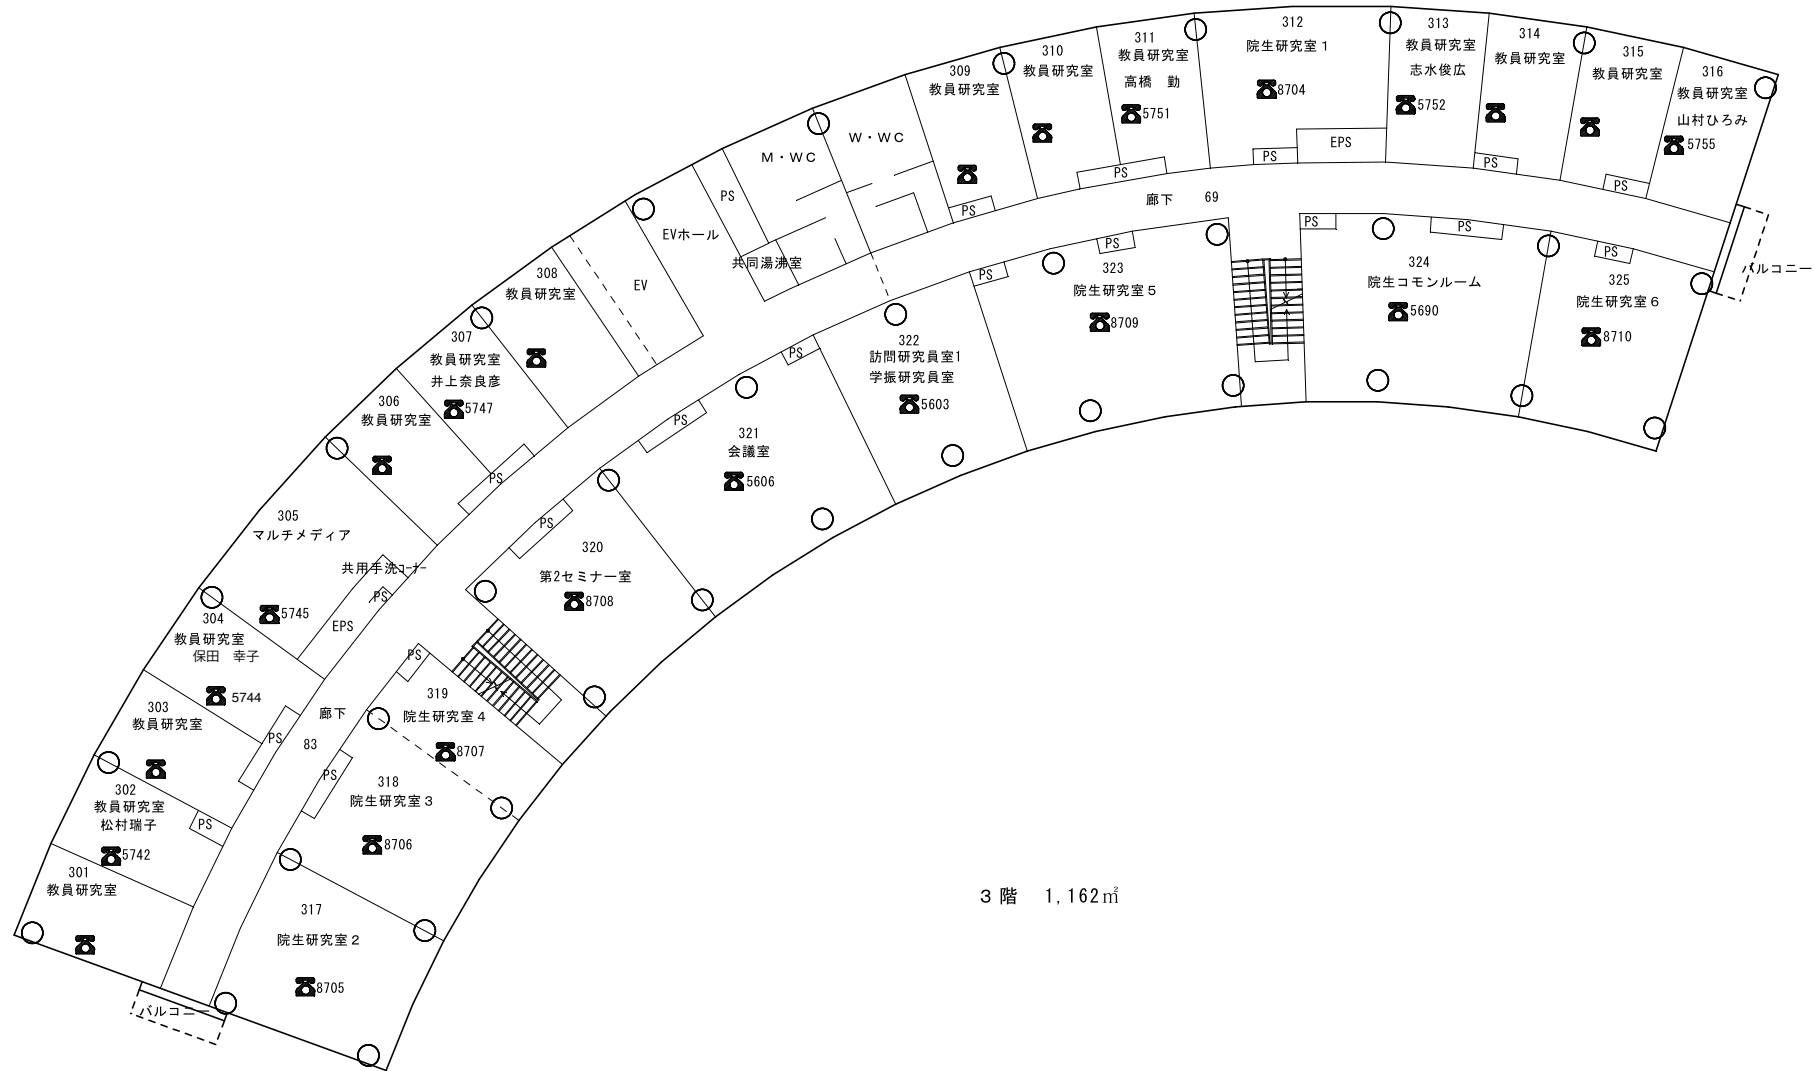 301
教員研究室
302
教員研究室
松村瑞子
5742
PS
303
教員研究室
PS
304
教員研究室
保田 幸子
5744
305
マルチメディア
5745
共用手洗コーナー
PS
EPS
306
教員研究室
307
教員研究室
井上奈良彦
5747
PS
308
教員研究室
EV
EVホール
PS
共同湯沸室
M・WC
W・WC
309
教員研究室
PS
310
教員研究室
311
教員研究室
高橋 勤
5751
PS
312
院生研究室1
8704
PS
EPS
313
教員研究室
志水俊広
5752
314
教員研究室
PS
315
教員研究室
PS
316
教員研究室
山村ひろみ
5755
廊下 69
バルコニー
317
院生研究室2
8705
318
院生研究室3
8706
PS
319
院生研究室4
8707
PS
廊下
83
バルコニー
320
第2セミナー室
8708
PS
321
会議室
5606
PS
PS
322
訪問研究員室1
学振研究員室
5603
323
院生研究室5
8709
PS
PS
324
院生コモンルーム
5690
PS
PS
325
院生研究室6
8710
PS
3階 1,162㎡